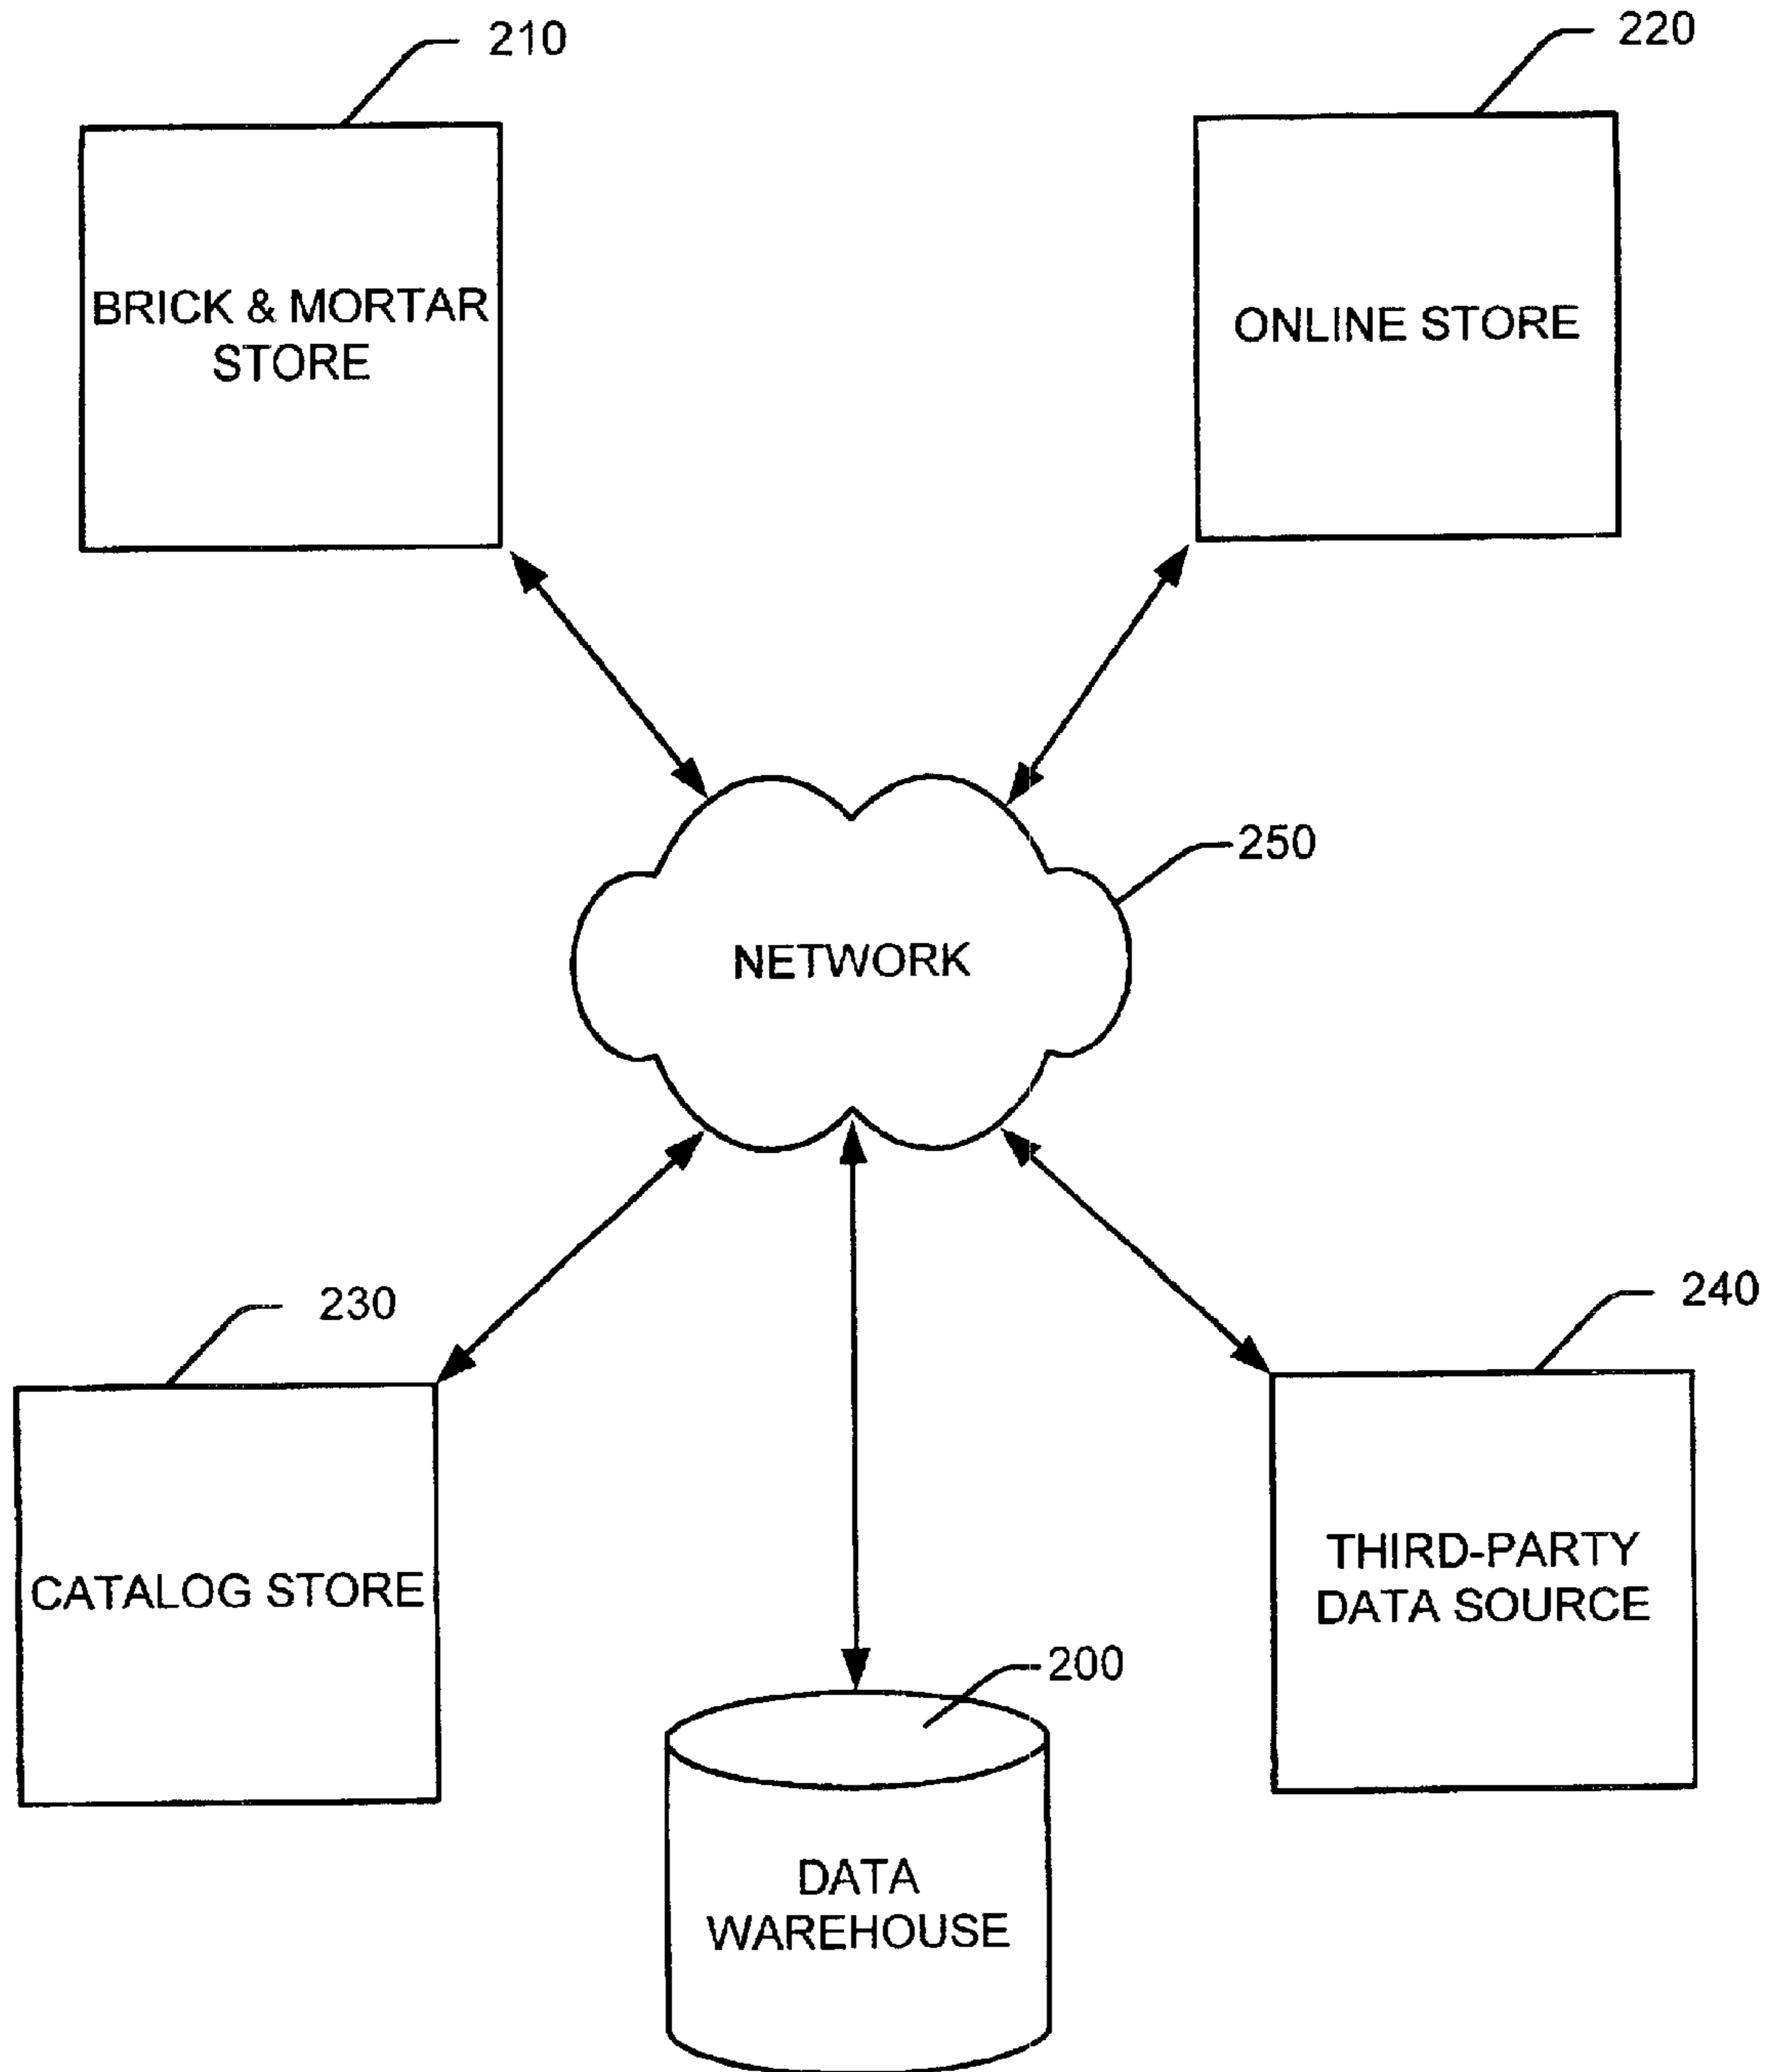 210
220
BRICK & MORTAR
STORE
ONLINE STORE
250
NETWORK
230
240
CATALOG STORE
THIRD-PARTY
DATA SOURCE
200
DATA
WAREHOUSE